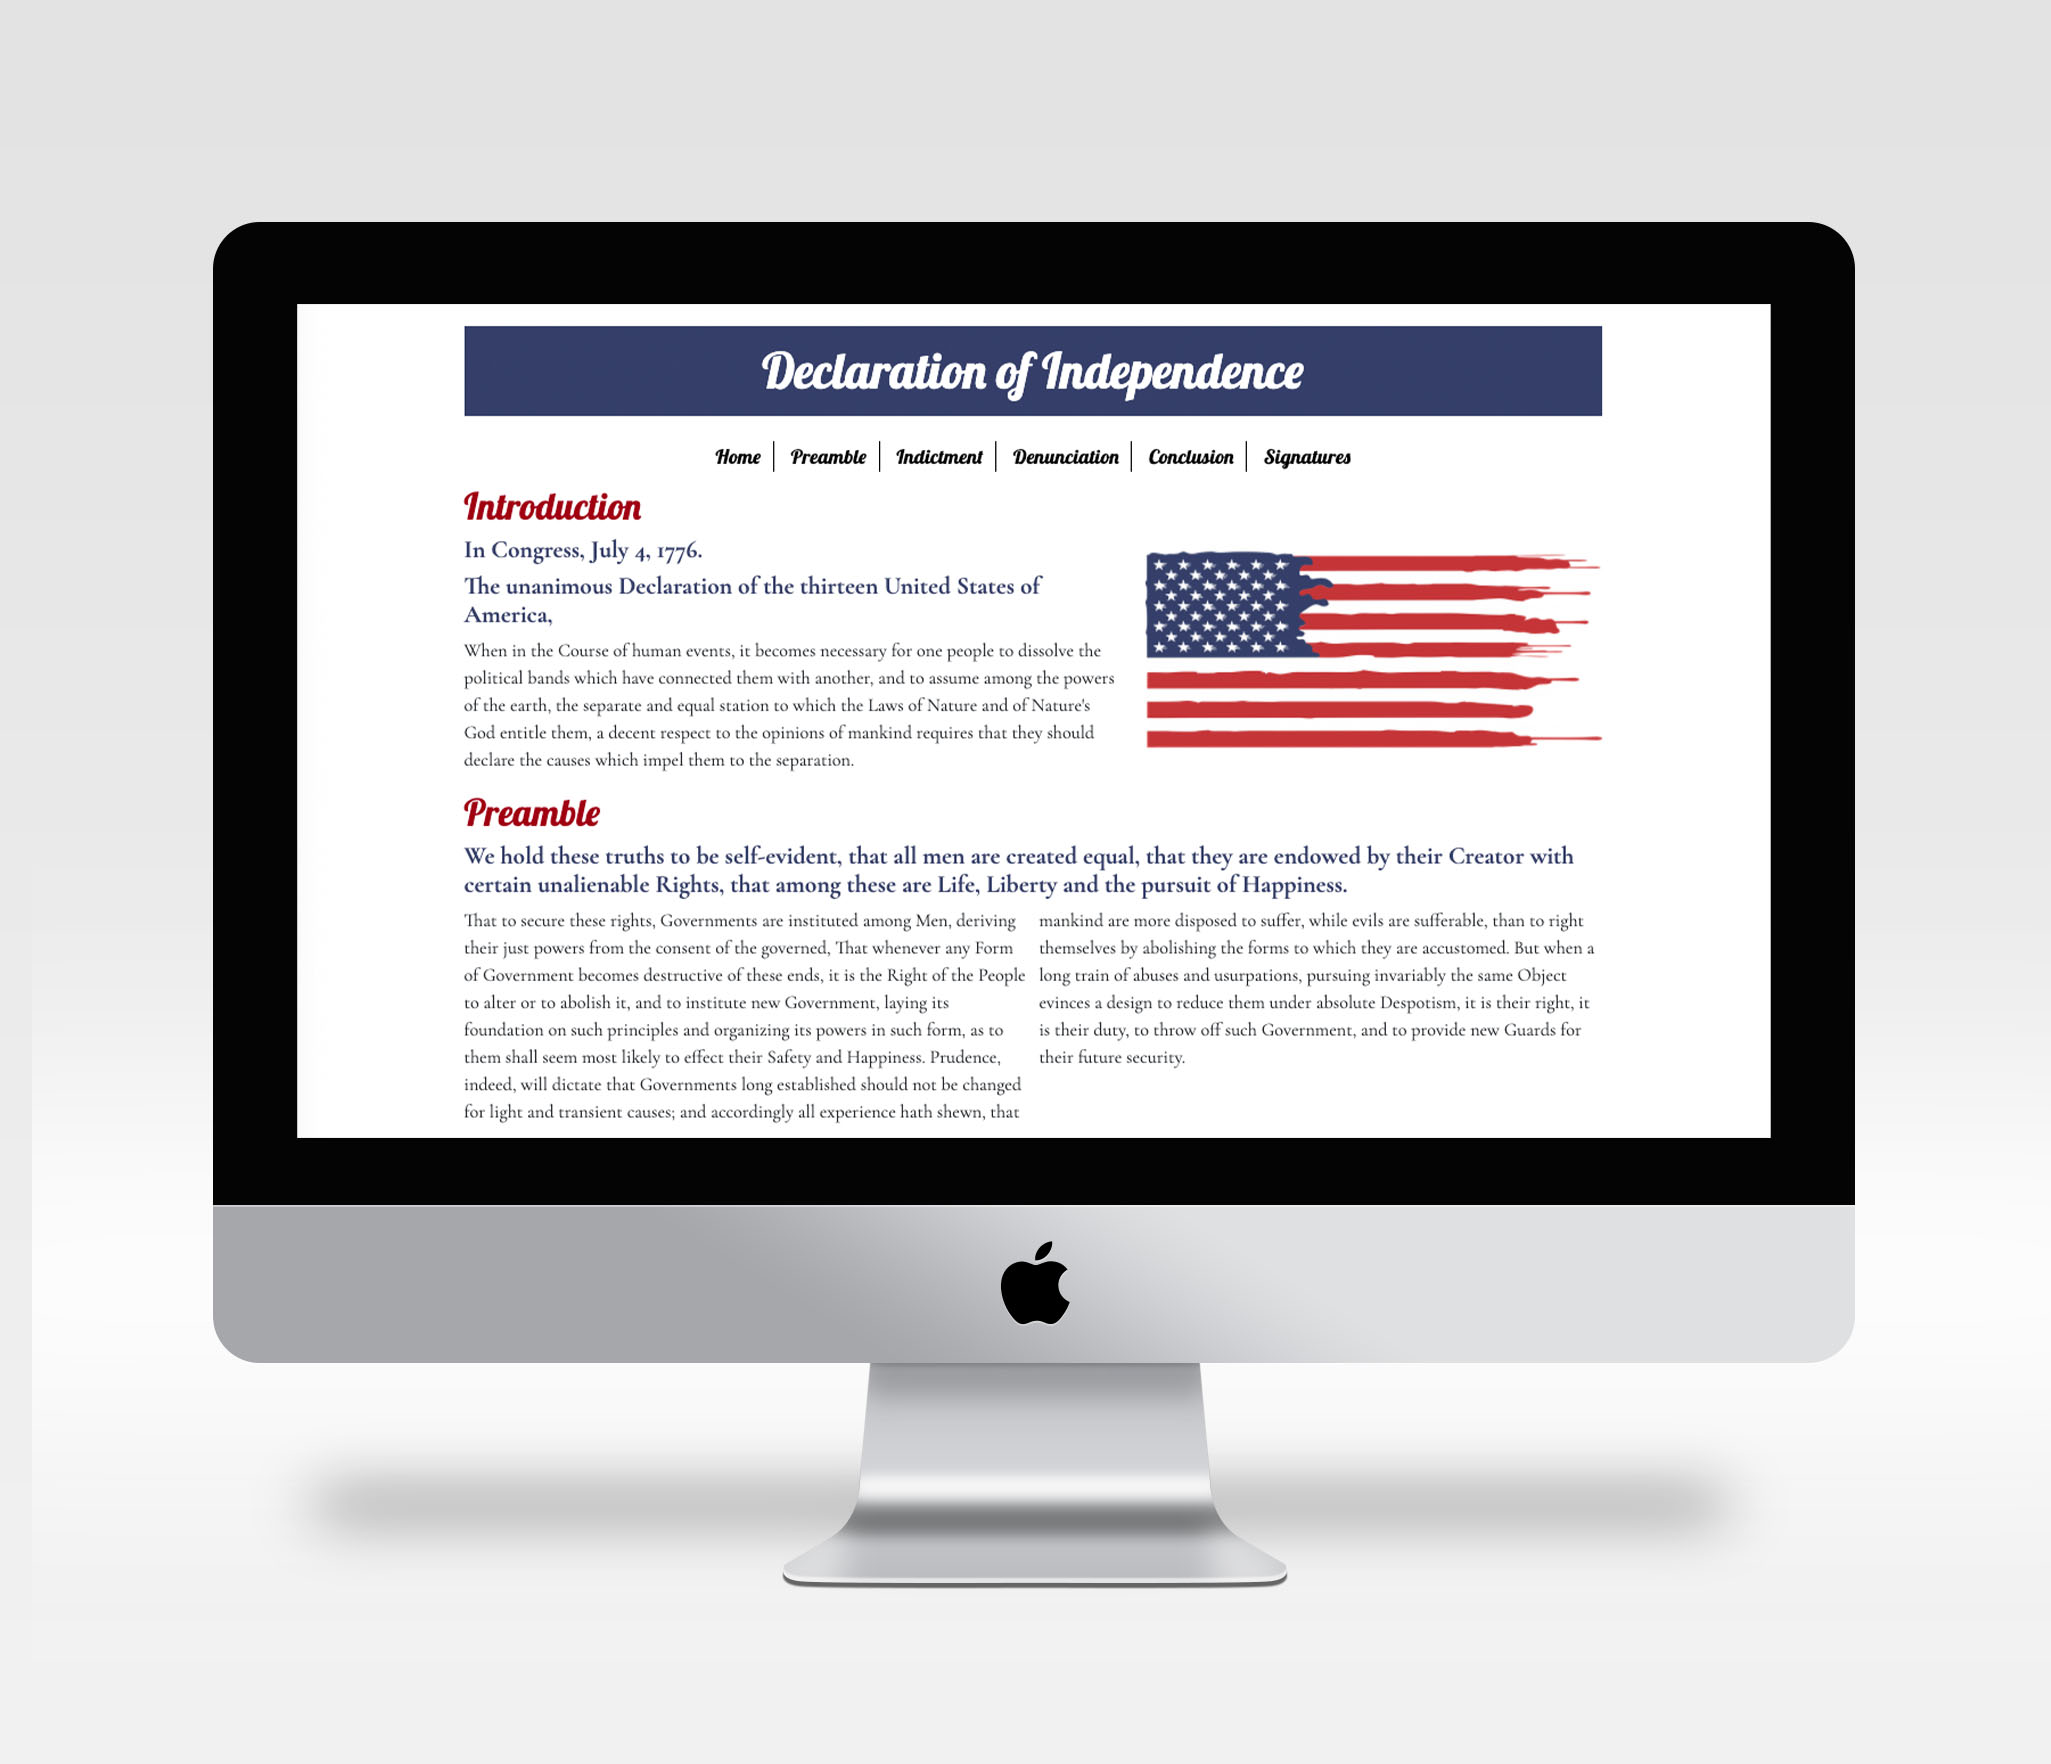 Declaration of Independence
Home
Preamble
Indictment
Denunciation
Conclusion
Signatures
Introduction
In Congress, July 4, 1776.
The unanimous Declaration of the thirteen United States of
America,
When in the Course of human events, it becomes necessary for one people to dissolve the
political bands which have connected them with another, and to assume among the powers
of the earth, the separate and equal station to which the Laws of Nature and of Nature's
God entitle them, a decent respect to the opinions of mankind requires that they should
declare the causes which impel them to the separation.
Preamble
We hold these truths to be self-evident, that all men are created equal, that they are endowed by their Creator with
certain unalienable Rights, that among these are Life, Liberty and the pursuit of Happiness.
That to secure these rights, Governments are instituted among Men, deriving
their just powers from the consent of the governed, That whenever any Form
of Government becomes destructive of these ends, it is the Right of the People
to alter or to abolish it, and to institute new Government, laying its
foundation on such principles and organizing its powers in such form, as to
them shall seem most likely to effect their Safety and Happiness. Prudence,
indeed, will dictate that Governments long established should not be changed
for light and transient causes; and accordingly all experience hath shewn, that
mankind are more disposed to suffer, while evils are sufferable, than to right
themselves by abolishing the forms to which they are accustomed. But when a
long train of abuses and usurpations, pursuing invariably the same Object
evinces a design to reduce them under absolute Despotism, it is their right, it
is their duty, to throw off such Government, and to provide new Guards for
their future security.